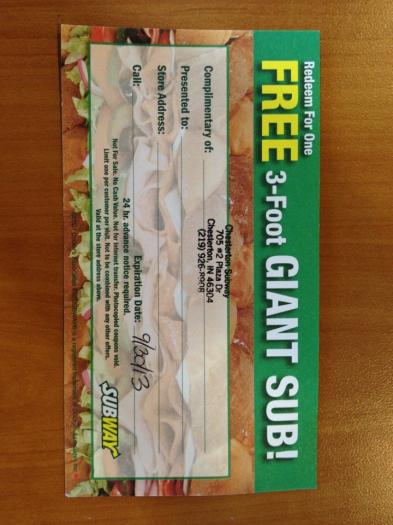 Redeem For One
FREE 3-Foot GIANT SUB!
Chesterton Subway
705 #2 Plaza Dr
Chesterton IN 46304
(219) 926-
Complimentary of:
Presented to:
Store Address:
Call:
Expiration Date: 9/30/13
24 hr. advance notice required.
Not For Sale. No Cash Value. Not for internet transfer. Photocopied coupons void.
Limit one per customer per visit. Not to be combined with any other offers.
Valid at the store address above.
SUBWAY